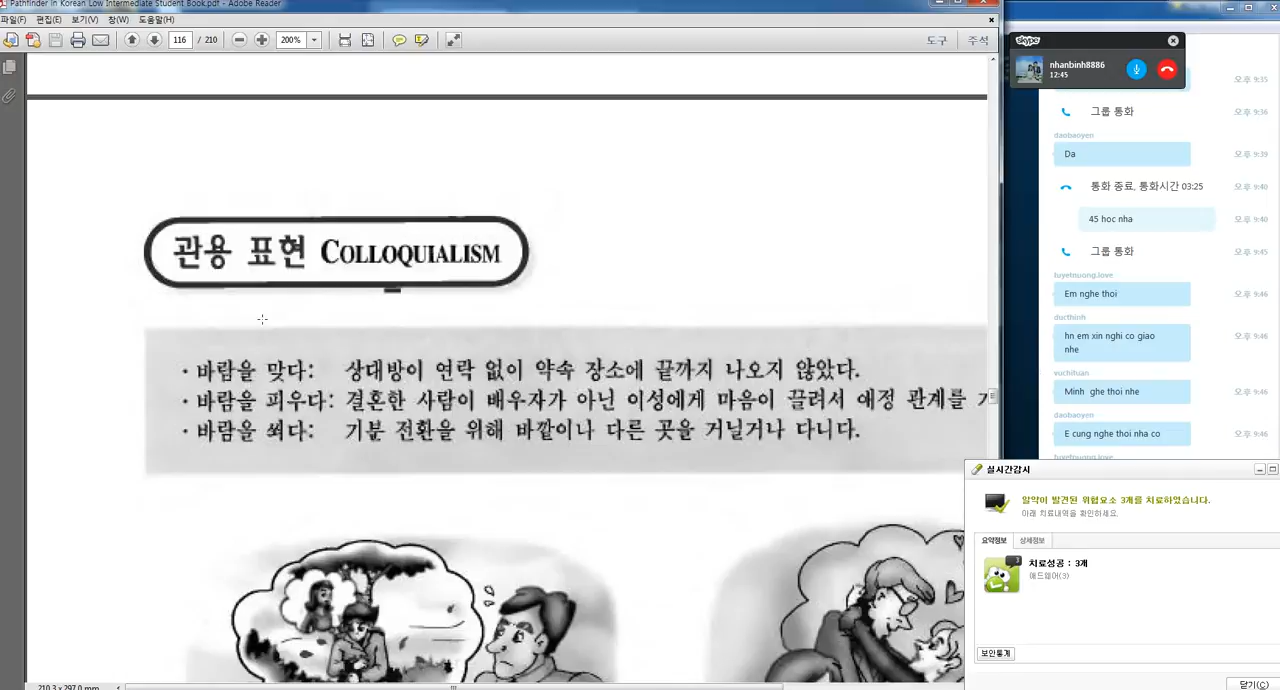 Pathfinder in Korean Low Intermediate Student Book.pdf - Adobe Reader
파일(F) 편집(E) 보기(V) 창(W) 도움말(H)
116 / 210 200% 도구 주석
관용 표현 COLLOQUIALISM
· 바람을 맞다: 상대방이 연락 없이 약속 장소에 끝까지 나오지 않았다.
· 바람을 피우다: 결혼한 사람이 배우자가 아닌 이성에게 마음이 끌려서 애정 관계를
· 바람을 쐬다: 기분 전환을 위해 바깥이나 다른 곳을 거닐거나 다니다.
210.3 x 297.0 mm
skype
nhanbinh8886
12:45
오후 9:35
그룹 통화 오후 9:36
daobaoyen
Da 오후 9:39
통화 종료, 통화시간 03:25 오후 9:40
45 hoc nha 오후 9:40
그룹 통화 오후 9:45
tuyetnuong.love
Em nghe thoi 오후 9:46
ducthinh
hn em xin nghi co giao 오후 9:46
nhe
vuchituan
Minh ghe thoi nhe 오후 9:46
daobaoyen
E cung nghe thoi nha co 오후 9:46
tuyetnuong.love
실시간감시
알약이 발견된 위협요소 3개를 치료하였습니다.
아래 치료내역을 확인하세요.
요약정보 상세정보
치료성공 : 3개
애드웨어(3)
보안통계
닫기(C)